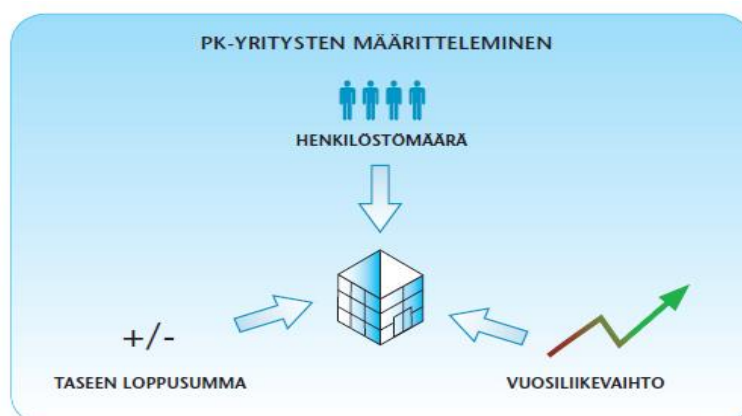 PK-YRITYSTEN MÄÄRITTELEMINEN
HENKILÖSTÖMÄÄRÄ
+/-
TASEEN LOPPUSUMMA
VUOSILIIKEVAIHTO